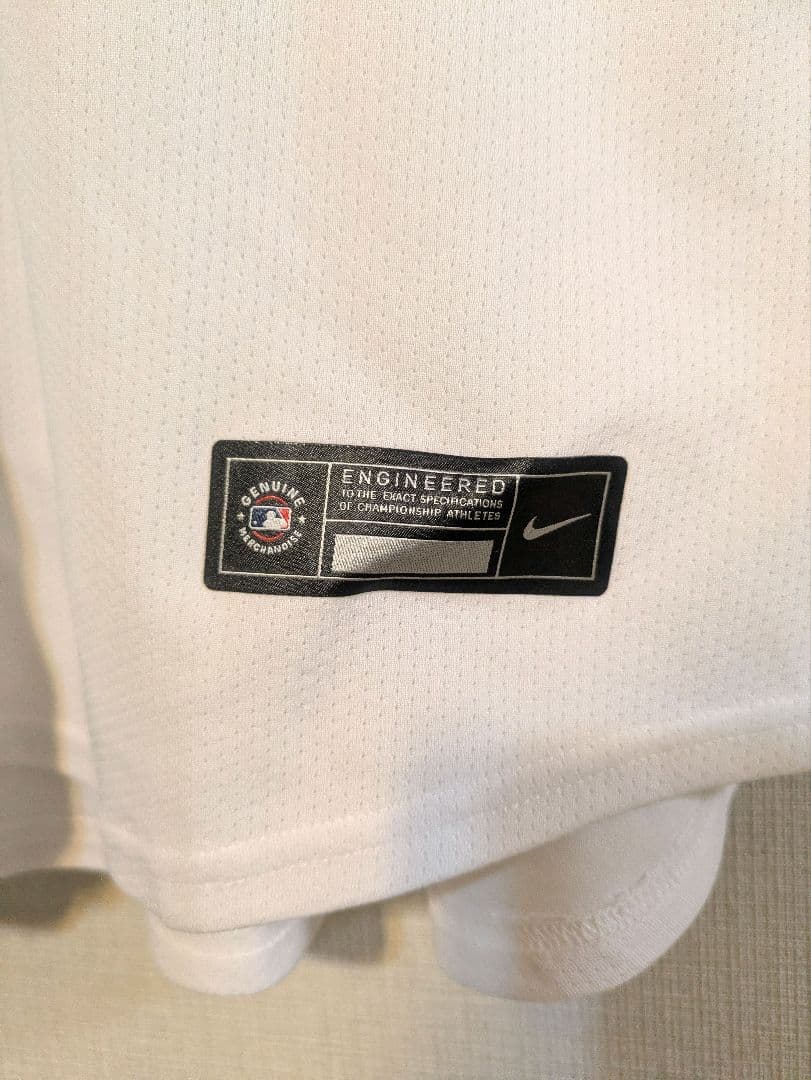 GENUINE
MERCHANDISE
ENGINEERED
TO THE EXACT SPECIFICATIONS
OF CHAMPIONSHIP ATHLETES